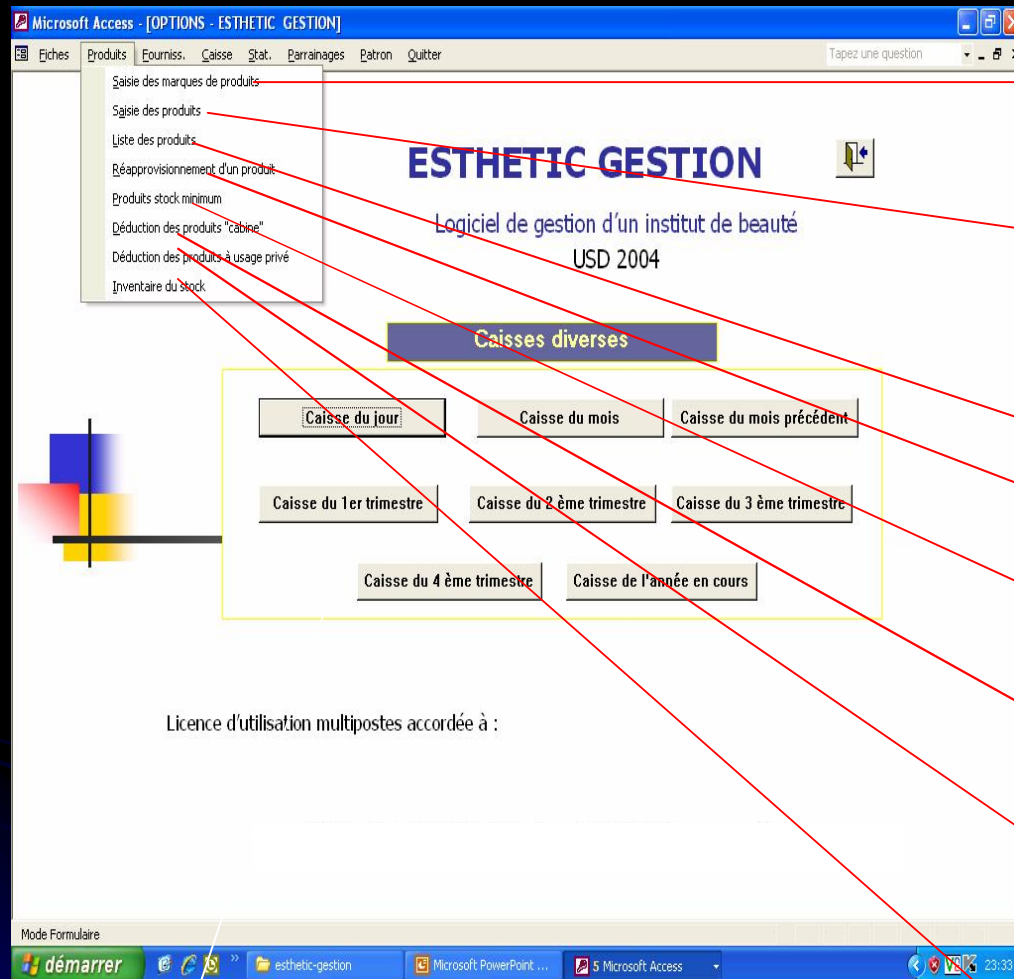 Microsoft Access - [OPTIONS - ESTHETIC GESTION]
Fiches Produits Fourniss. Caisse Stat. Parrainages Patron Quitter Tapez une question
Saisie des marques de produits
Saisie des produits
Liste des produits
Réapprovisionnement d'un produit
Produits stock minimum
Déduction des produits "cabine"
Déduction des produits à usage privé
Inventaire du stock
ESTHETIC GESTION
Logiciel de gestion d'un institut de beauté
USD 2004
Caisses diverses
Caisse du jour Caisse du mois Caisse du mois précédent
Caisse du 1er trimestre Caisse du 2 ème trimestre Caisse du 3 ème trimestre
Caisse du 4 ème trimestre Caisse de l'année en cours
Licence d'utilisation multipostes accordée à :
Mode Formulaire
démarrer esthetic-gestion Microsoft PowerPoint ... 5 Microsoft Access 23:33